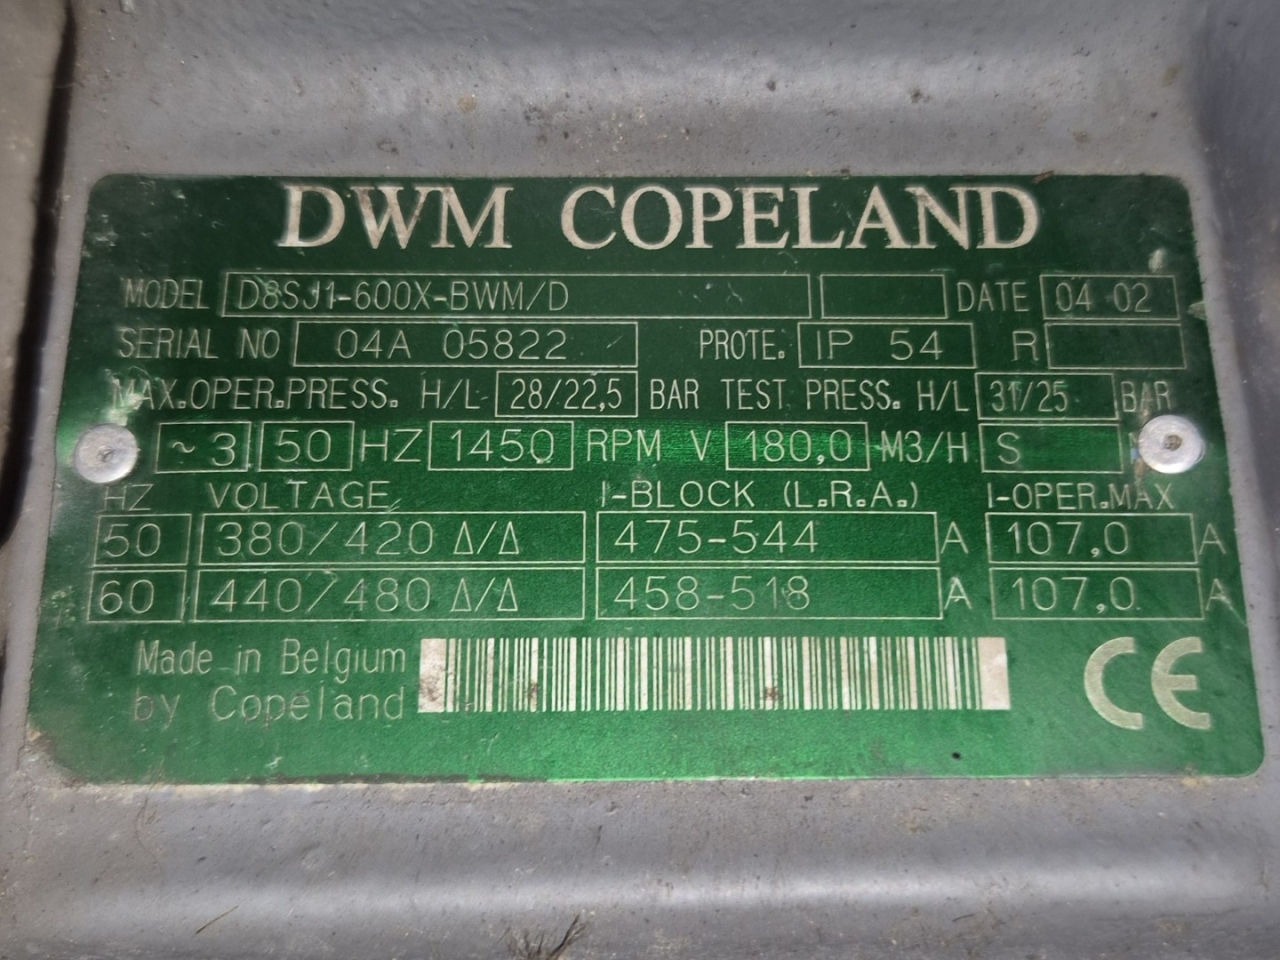 DWM COPELAND
MODEL D8SJ1-600X-BWM/D DATE 04 02
SERIAL NO 04A 05822 PROTE. IP 54 R
MAX.OPER.PRESS. H/L 28/22,5 BAR TEST PRESS. H/L 31/25 BAR
~3 50 HZ 1450 RPM V 180,0 M3/H S
HZ VOLTAGE I-BLOCK (L.R.A.) I-OPER.MAX
50 380/420 Δ/Δ 475-544 A 107,0 A
60 440/480 Δ/Δ 458-518 A 107,0 A
Made in Belgium
by Copeland
CE